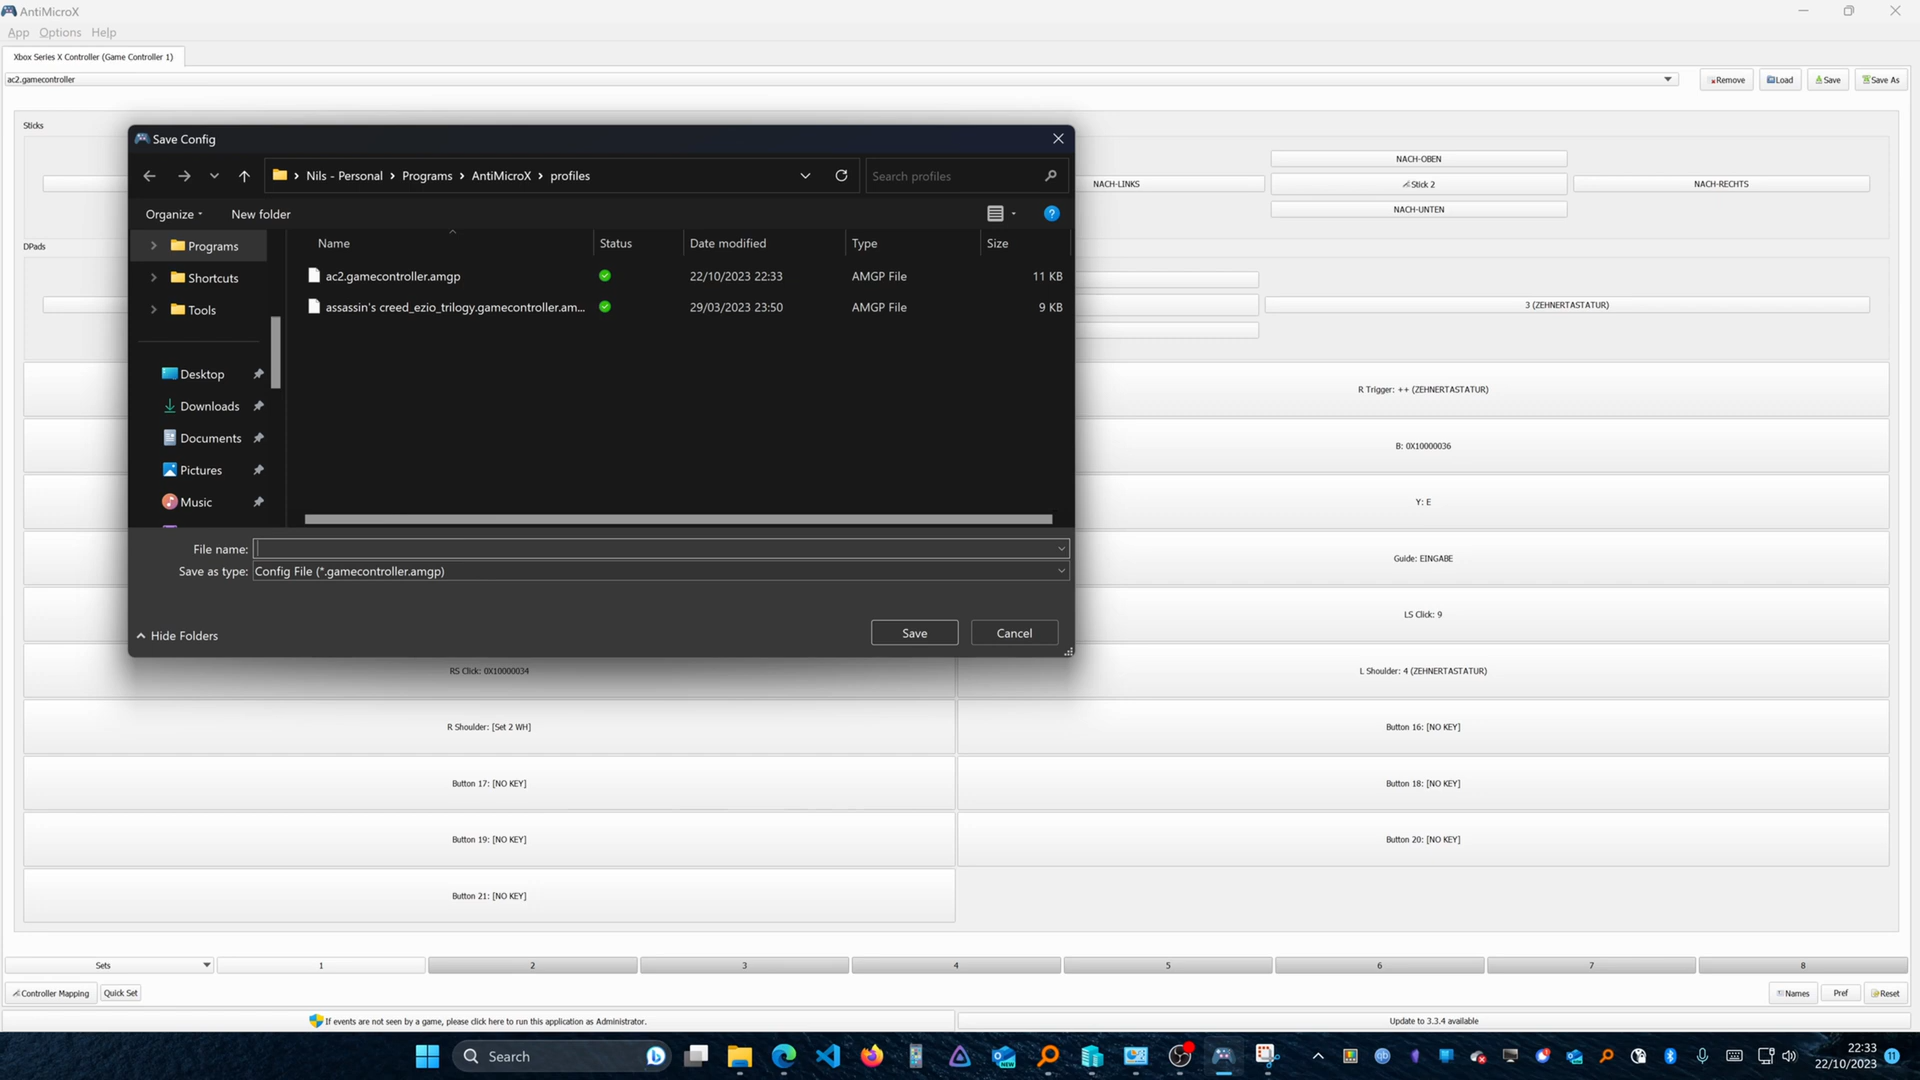 AntiMicroX
App Options Help
Xbox Series X Controller (Game Controller 1)
ac2.gamecontroller
Remove Load Save Save As
Sticks
NACH-OBEN
NACH-LINKS Stick 2 NACH-RECHTS
NACH-UNTEN
DPads
3 (ZEHNERTASTATUR)
Save Config
Nils - Personal › Programs › AntiMicroX › profiles
Search profiles
Organize New folder
Programs
Shortcuts
Tools
Desktop
Downloads
Documents
Pictures
Music
Name Status Date modified Type Size
ac2.gamecontroller.amgp 22/10/2023 22:33 AMGP File 11 KB
assassin's creed_ezio_trilogy.gamecontroller.am... 29/03/2023 23:50 AMGP File 9 KB
File name:
Save as type: Config File (*.gamecontroller.amgp)
Hide Folders
Save Cancel
R Trigger: ++ (ZEHNERTASTATUR)
B: 0X10000036
Y: E
Guide: EINGABE
LS Click: 9
RS Click: 0X10000034 L Shoulder: 4 (ZEHNERTASTATUR)
R Shoulder: [Set 2 WH] Button 16: [NO KEY]
Button 17: [NO KEY] Button 18: [NO KEY]
Button 19: [NO KEY] Button 20: [NO KEY]
Button 21: [NO KEY]
Sets 1 2 3 4 5 6 7 8
Controller Mapping Quick Set Names Pref Reset
If events are not seen by a game, please click here to run this application as Administrator. Update to 3.3.4 available
Search
NEW
22:33
22/10/2023
11